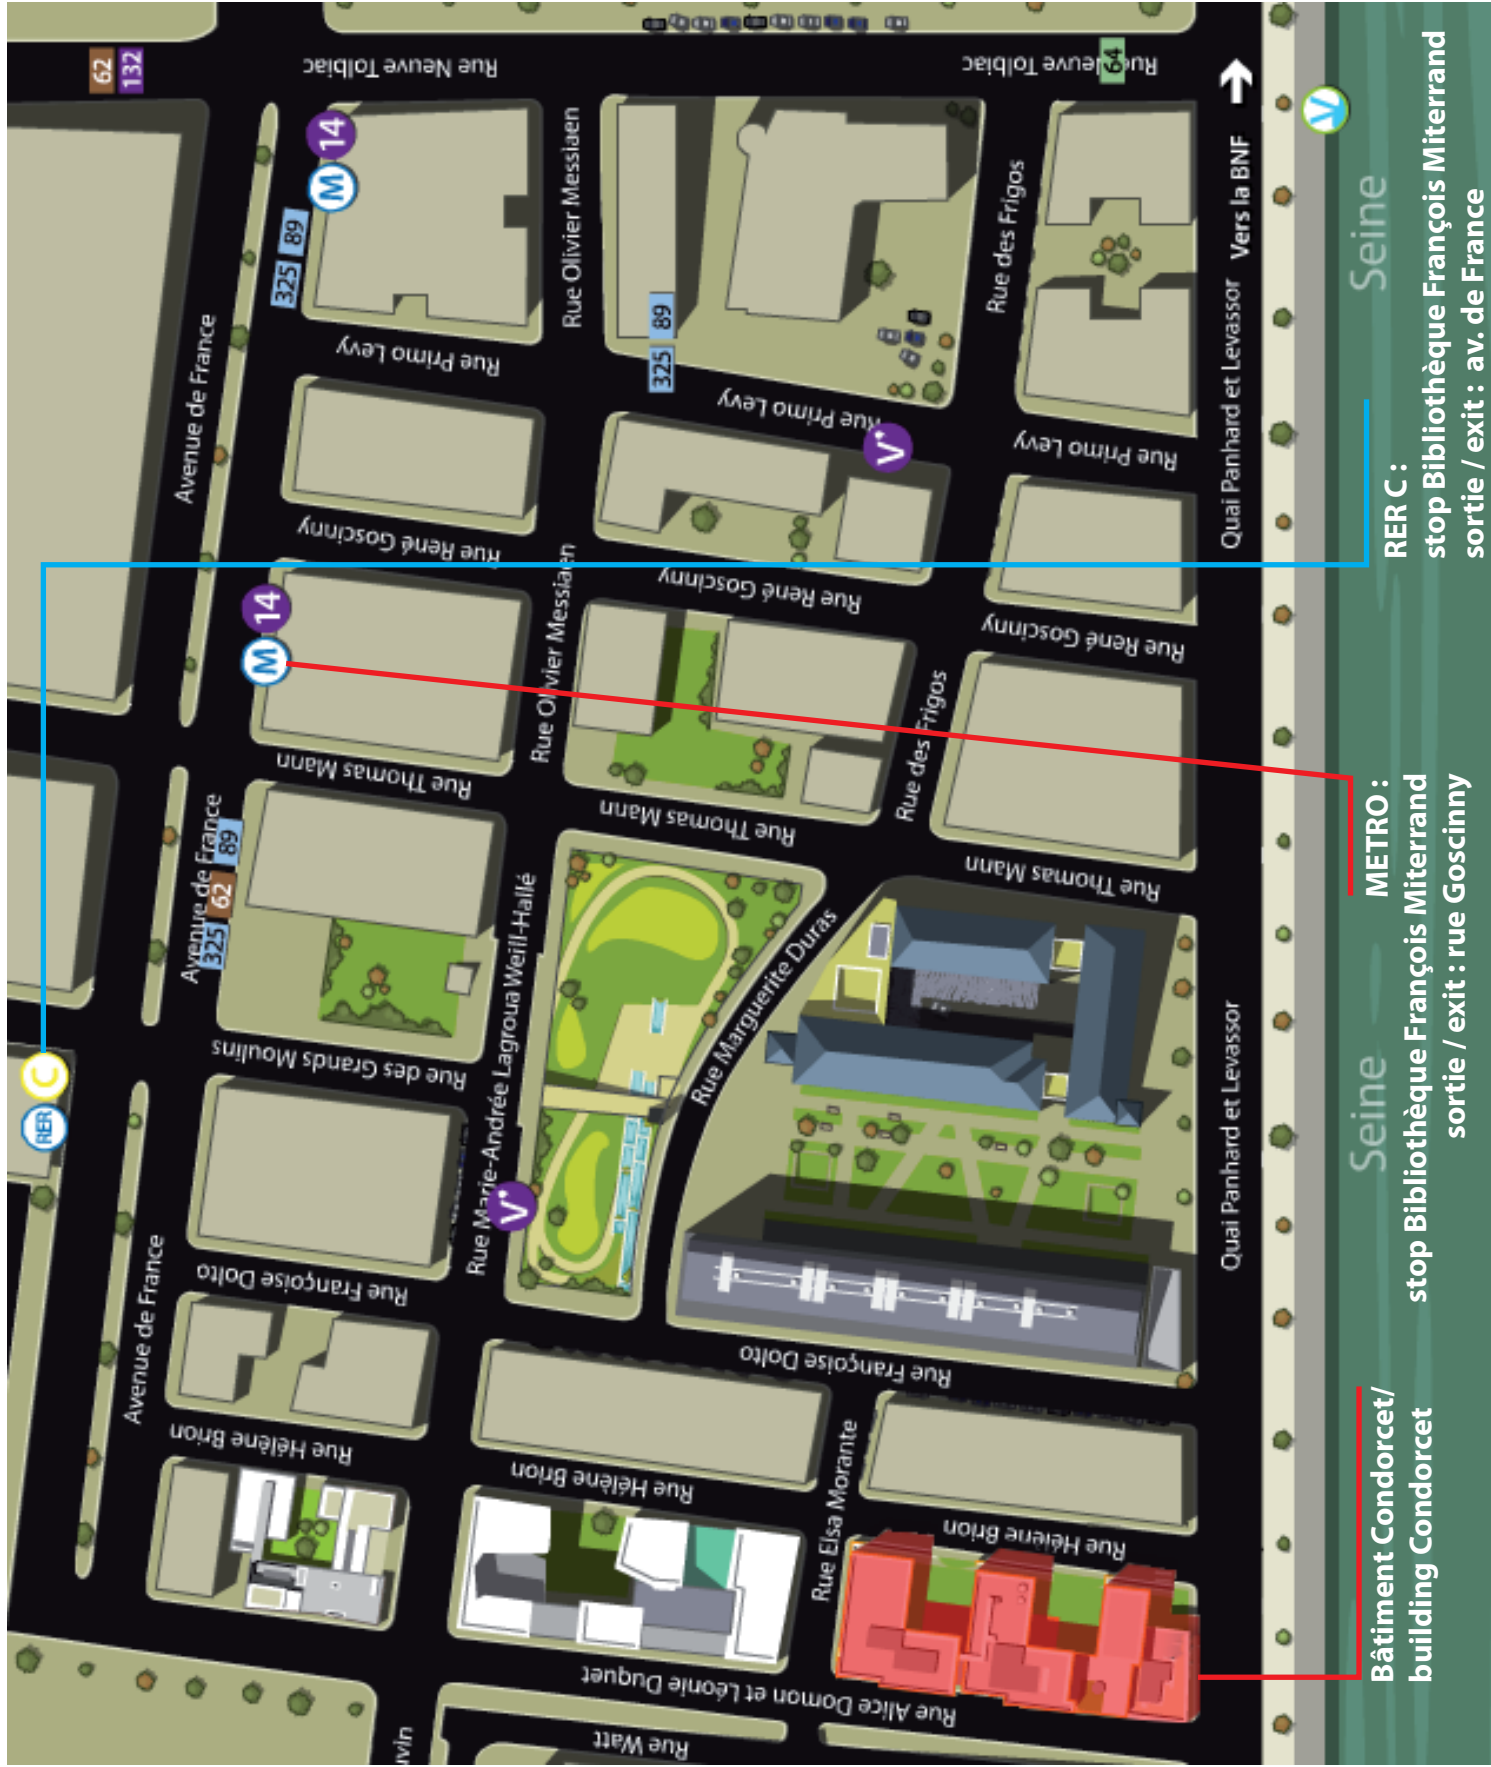 62
132
Rue Neuve Tolbiac
Rue Neuve Tolbiac
64
M
14
325
89
Avenue de France
Rue Olivier Messiaen
Rue des Frigos
Vers la BNF
V
Rue Primo Levy
325
89
Rue Primo Levy
V
Rue Primo Levy
Quai Panhard et Levassor
Seine
Rue René Goscinny
Rue René Goscinny
Rue René Goscinny
M
14
Rue Olivier Messiaen
Rue des Frigos
RER C :
stop Bibliothèque François Miterrand
sortie / exit : av. de France
Rue Thomas Mann
Rue Thomas Mann
Rue Thomas Mann
Avenue de France
325
62
89
Rue Marie-Andrée Lagroua Weill-Hallé
Rue Marguerite Duras
METRO :
stop Bibliothèque François Miterrand
sortie / exit : rue Goscinny
RER
C
Rue des Grands Moulins
V
Quai Panhard et Levassor
Seine
Avenue de France
Rue Françoise Dolto
Rue Françoise Dolto
Rue Hélène Brion
Rue Hélène Brion
Rue Hélène Brion
Rue Elsa Morante
Bâtiment Condorcet/
building Condorcet
Rue Alice Domon et Léonie Duquet
Rue Watt
uvin